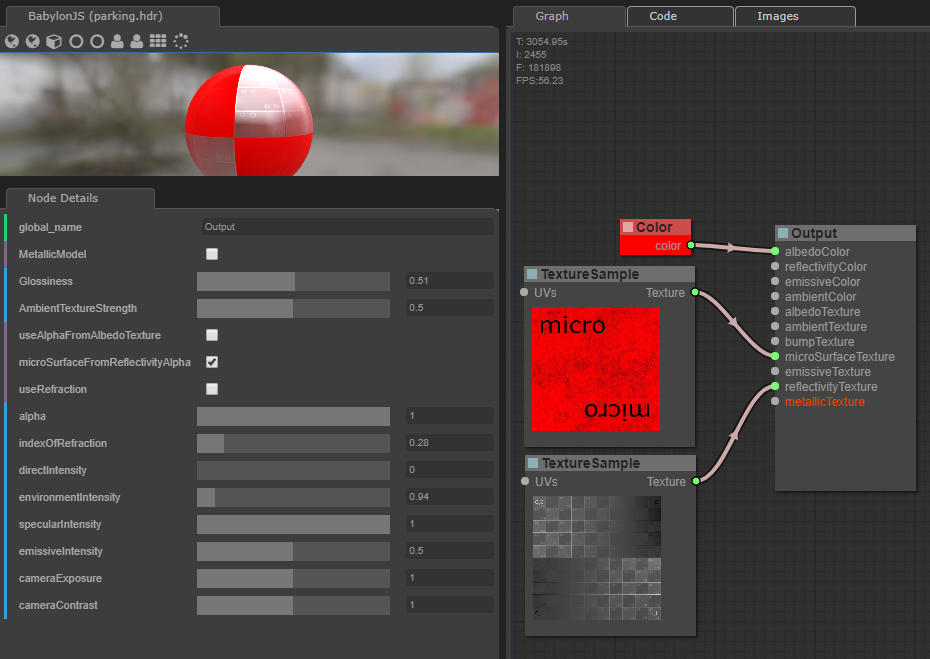 BabylonJS (parking.hdr)
Node Details
global_name
Output
MetallicModel
Glossiness
0.51
AmbientTextureStrength
0.5
useAlphaFromAlbedoTexture
microSurfaceFromReflectivityAlpha
useRefraction
alpha
1
indexOfRefraction
0.28
directIntensity
0
environmentIntensity
0.94
specularIntensity
1
emissiveIntensity
0.5
cameraExposure
1
cameraContrast
1
Graph
Code
Images
T: 3054.95s
I: 2455
F: 181898
FPS:56.23
Color
color
TextureSample
UVs
Texture
micro
micro
TextureSample
UVs
Texture
Output
albedoColor
reflectivityColor
emissiveColor
ambientColor
albedoTexture
ambientTexture
bumpTexture
microSurfaceTexture
emissiveTexture
reflectivityTexture
metallicTexture